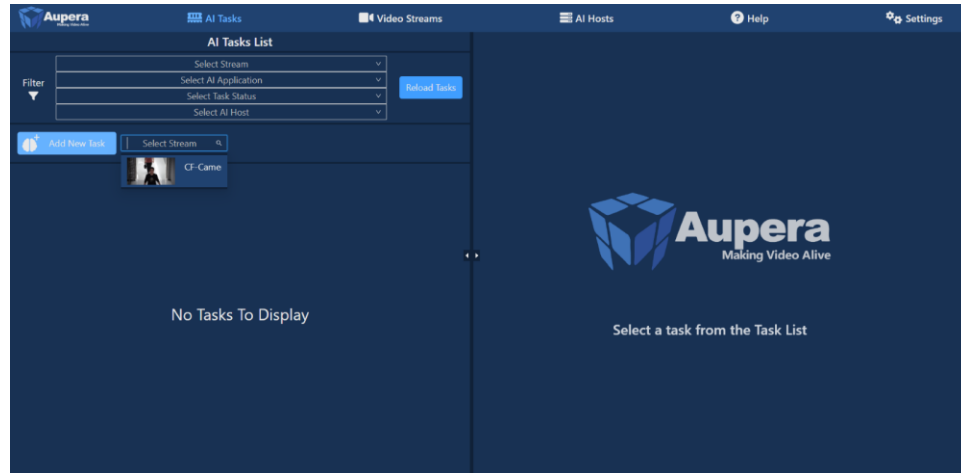 Aupera
Making Video Alive
AI Tasks
Video Streams
AI Hosts
Help
Settings
AI Tasks List
Filter
Select Stream
Select AI Application
Select Task Status
Select AI Host
Reload Tasks
Add New Task
Select Stream
CF-Came
No Tasks To Display
Aupera
Making Video Alive
Select a task from the Task List